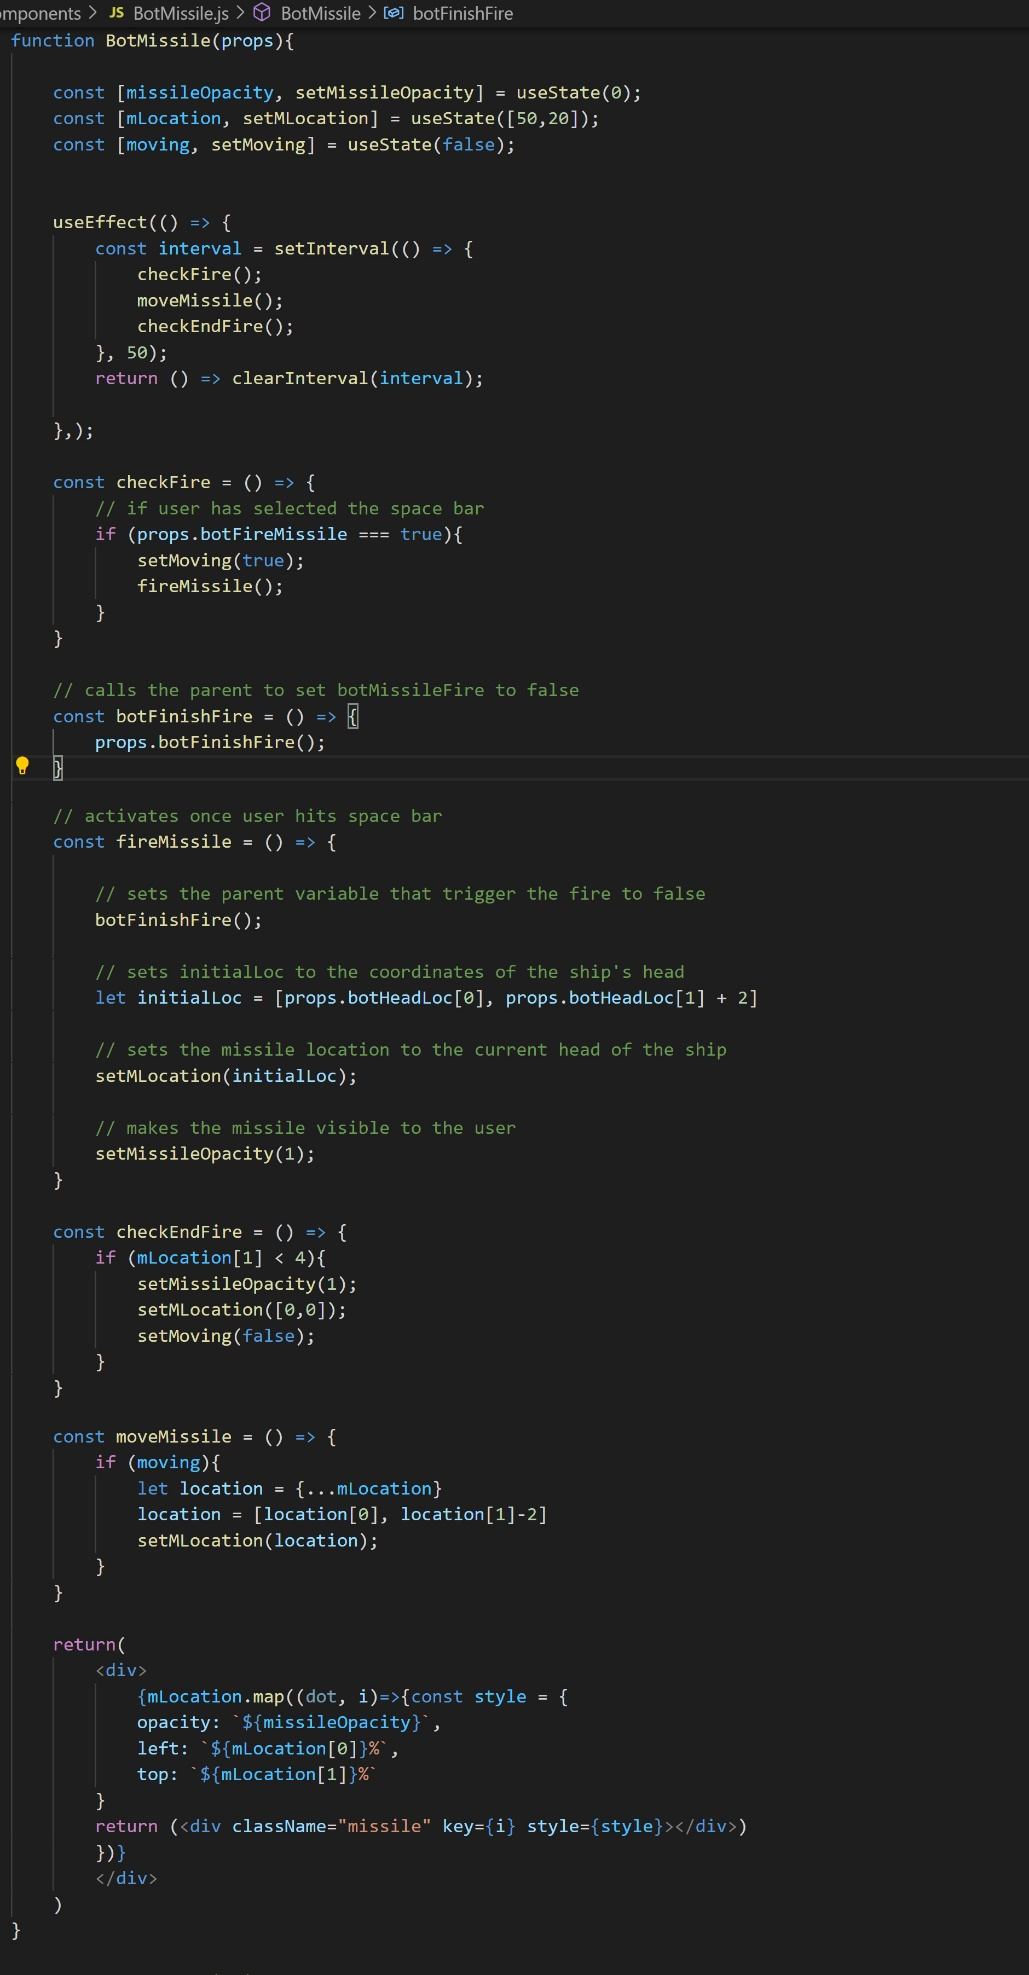 mponents > JS BotMissile.js > BotMissile > botFinishFire
function BotMissile(props){
const [missileOpacity, setMissileOpacity] = useState(0);
const [mLocation, setMLocation] = useState([50,20]);
const [moving, setMoving] = useState(false);
useEffect(() => {
const interval = setInterval(() => {
checkFire();
moveMissile();
checkEndFire();
}, 50);
return () => clearInterval(interval);
},);
const checkFire = () => {
// if user has selected the space bar
if (props.botFireMissile === true){
setMoving(true);
fireMissile();
}
}
// calls the parent to set botMissileFire to false
const botFinishFire = () => {
props.botFinishFire();
}
// activates once user hits space bar
const fireMissile = () => {
// sets the parent variable that trigger the fire to false
botFinishFire();
// sets initialLoc to the coordinates of the ship's head
let initialLoc = [props.botHeadLoc[0], props.botHeadLoc[1] + 2]
// sets the missile location to the current head of the ship
setMLocation(initialLoc);
// makes the missile visible to the user
setMissileOpacity(1);
}
const checkEndFire = () => {
if (mLocation[1] < 4){
setMissileOpacity(1);
setMLocation([0,0]);
setMoving(false);
}
}
const moveMissile = () => {
if (moving){
let location = {...mLocation}
location = [location[0], location[1]-2]
setMLocation(location);
}
}
return(
<div>
{mLocation.map((dot, i)=>{const style = {
opacity: `${missileOpacity}`,
left: `${mLocation[0]}%`,
top: `${mLocation[1]}%`
}
return (<div className="missile" key={i} style={style}></div>)
})}
</div>
)
}